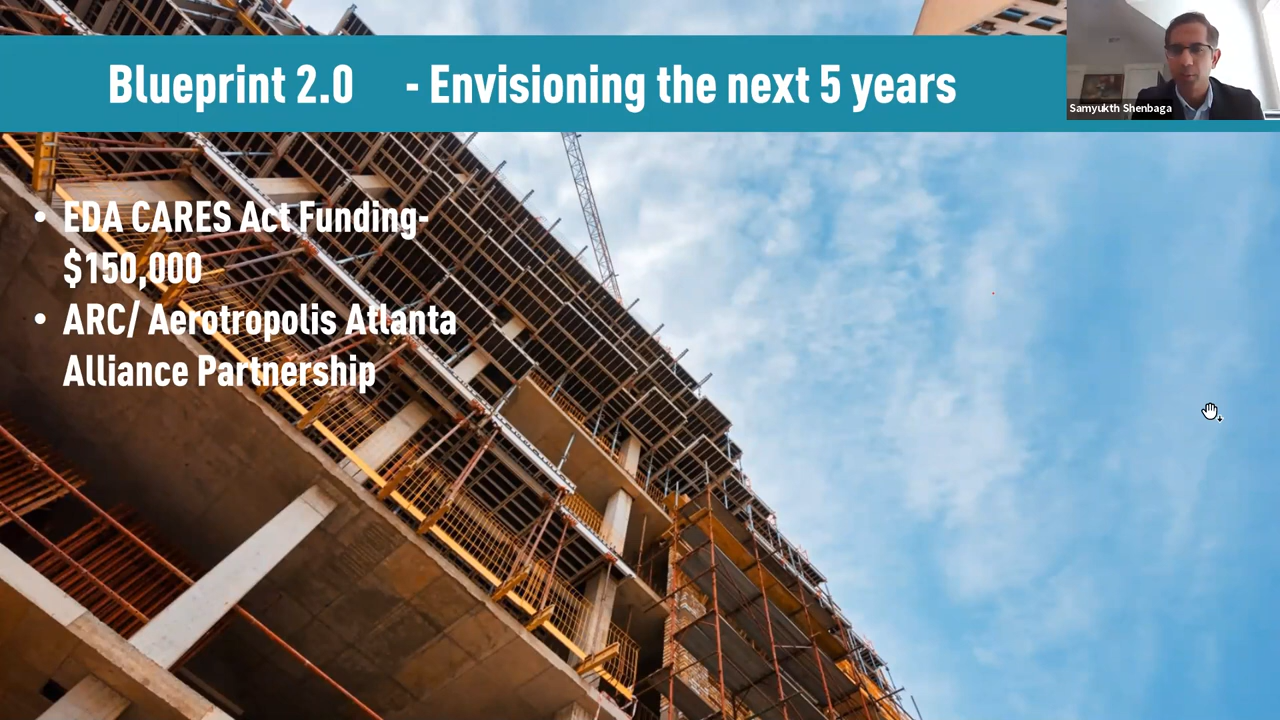 Blueprint 2.0 - Envisioning the next 5 years
Samyukth Shenbaga
• EDA CARES Act Funding-
$150,000
• ARC/ Aerotropolis Atlanta
Alliance Partnership